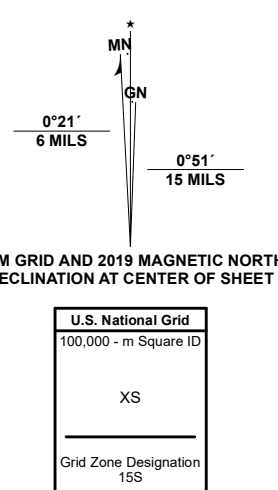 ★
MN
GN
0°21´
6 MILS
0°51´
15 MILS
M GRID AND 2019 MAGNETIC NORTH
ECLINATION AT CENTER OF SHEET
U.S. National Grid
100,000 - m Square ID
XS
Grid Zone Designation
15S